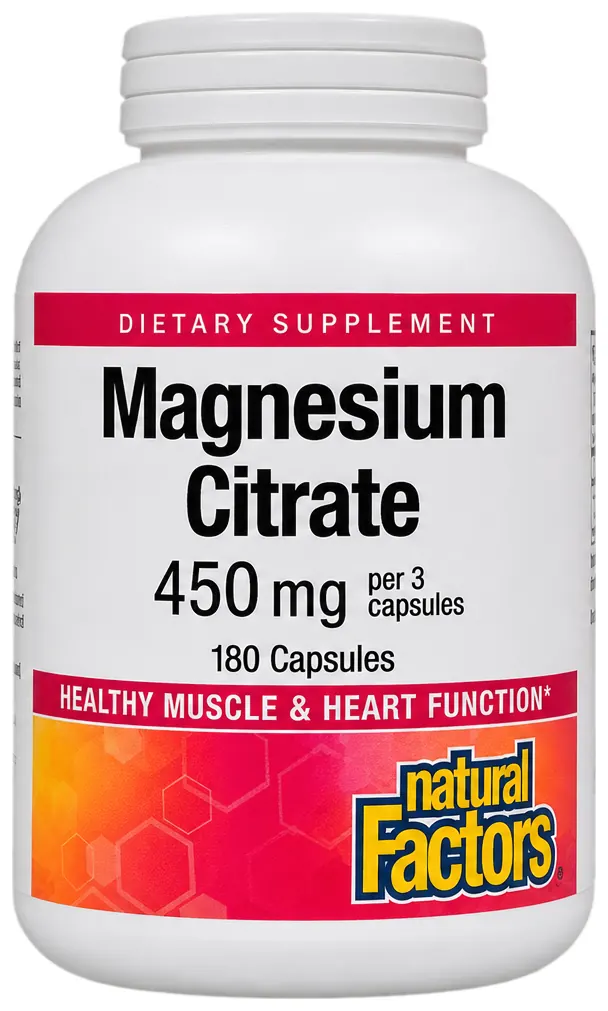 DIETARY SUPPLEMENT
Magnesium
Citrate
450 mg per 3
capsules
180 Capsules
HEALTHY MUSCLE & HEART FUNCTION*
natural
Factors®